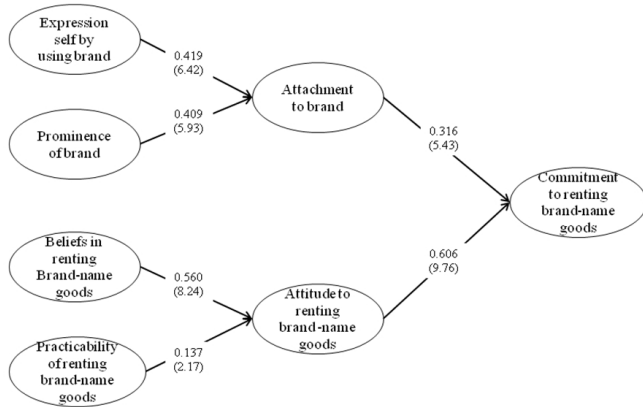 Expression
self by
using brand
0.419
(6.42)
Attachment
to brand
0.409
(5.93)
Prominence
of brand
0.316
(5.43)
Commitment
to renting
brand-name
goods
Beliefs in
renting
Brand-name
goods
0.560
(8.24)
0.606
(9.76)
Attitude to
renting
brand-name
goods
Practicability
of renting
brand-name
goods
0.137
(2.17)